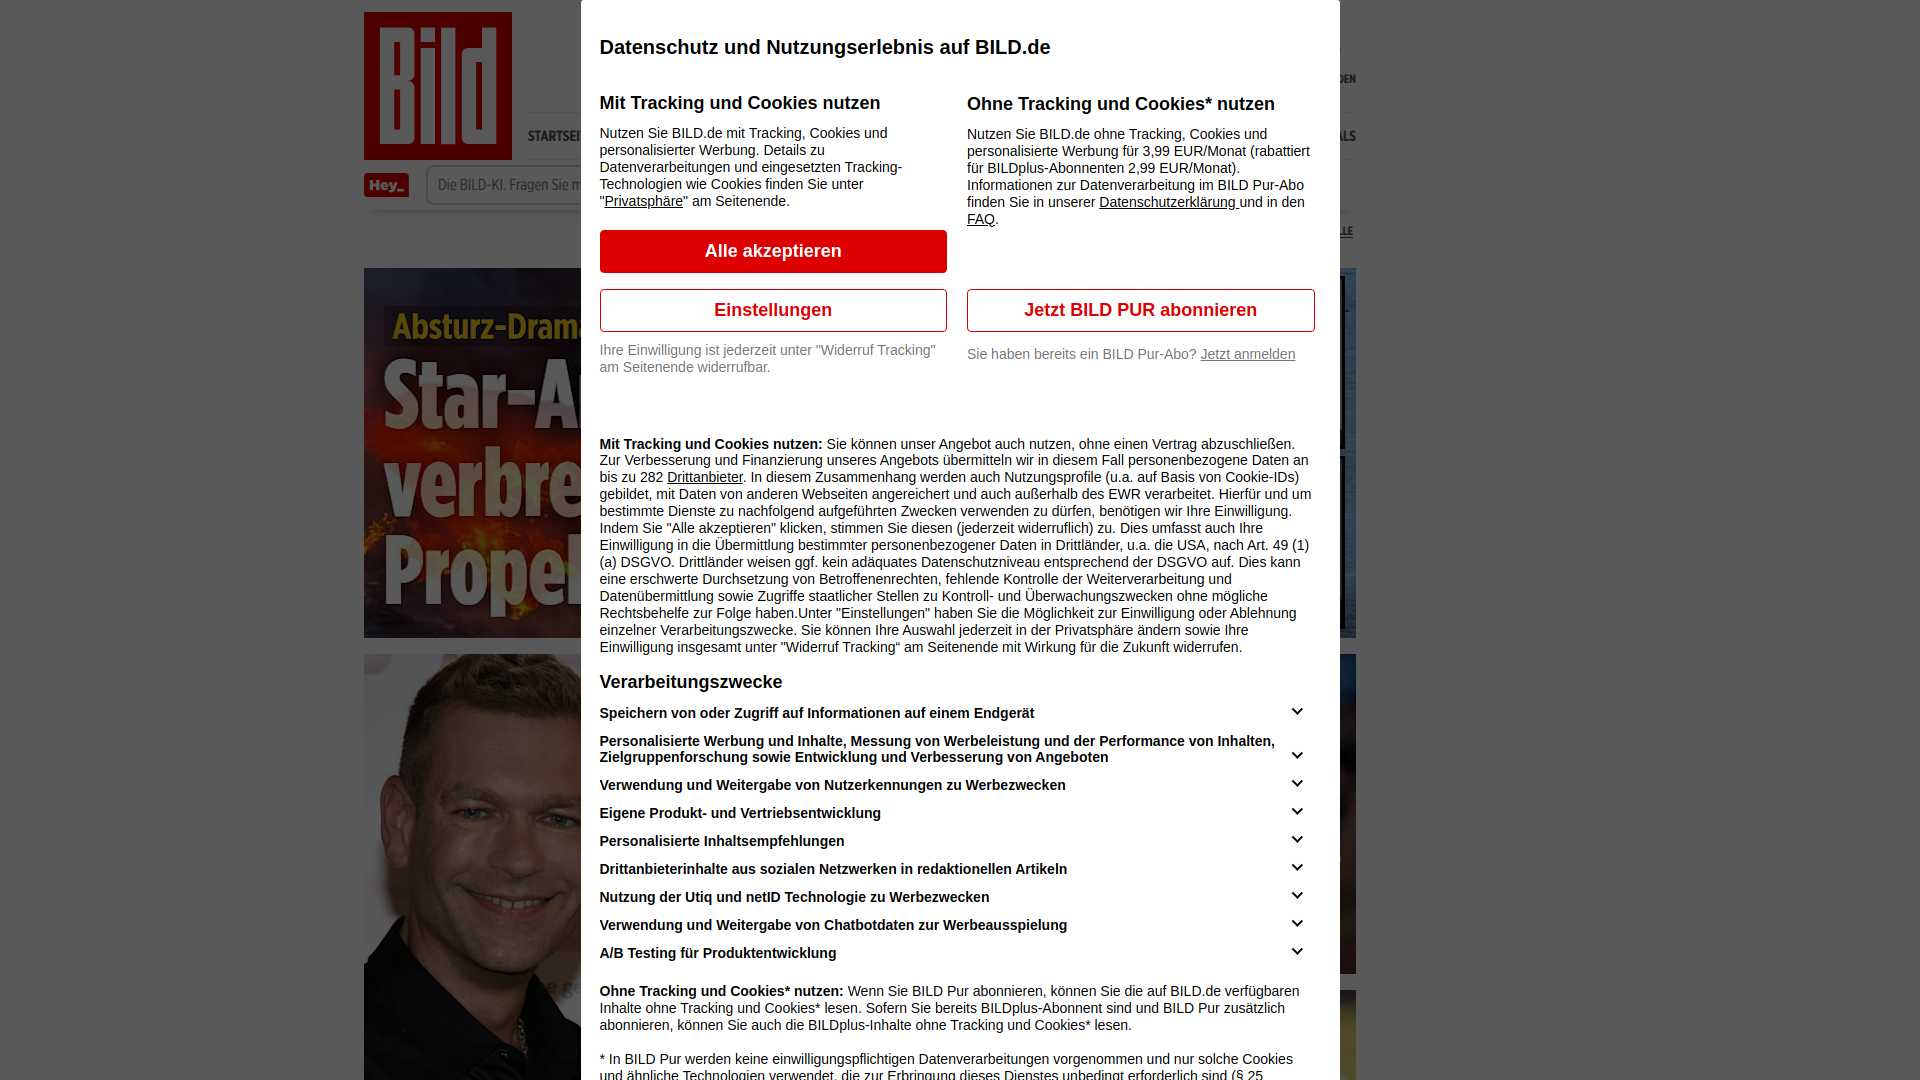 Bild
STARTSEI
Hey_
Die BILD-KI. Fragen Sie m
DEN
ALS
LLE
Absturz-Drama
Star-A
verbre
Propel
Datenschutz und Nutzungserlebnis auf BILD.de
Mit Tracking und Cookies nutzen
Nutzen Sie BILD.de mit Tracking, Cookies und
personalisierter Werbung. Details zu
Datenverarbeitungen und eingesetzten Tracking-
Technologien wie Cookies finden Sie unter
"Privatsphäre" am Seitenende.
Alle akzeptieren
Einstellungen
Ihre Einwilligung ist jederzeit unter "Widerruf Tracking"
am Seitenende widerrufbar.
Ohne Tracking und Cookies* nutzen
Nutzen Sie BILD.de ohne Tracking, Cookies und
personalisierte Werbung für 3,99 EUR/Monat (rabattiert
für BILDplus-Abonnenten 2,99 EUR/Monat).
Informationen zur Datenverarbeitung im BILD Pur-Abo
finden Sie in unserer Datenschutzerklärung und in den
FAQ.
Jetzt BILD PUR abonnieren
Sie haben bereits ein BILD Pur-Abo? Jetzt anmelden
Mit Tracking und Cookies nutzen: Sie können unser Angebot auch nutzen, ohne einen Vertrag abzuschließen.
Zur Verbesserung und Finanzierung unseres Angebots übermitteln wir in diesem Fall personenbezogene Daten an
bis zu 282 Drittanbieter. In diesem Zusammenhang werden auch Nutzungsprofile (u.a. auf Basis von Cookie-IDs)
gebildet, mit Daten von anderen Webseiten angereichert und auch außerhalb des EWR verarbeitet. Hierfür und um
bestimmte Dienste zu nachfolgend aufgeführten Zwecken verwenden zu dürfen, benötigen wir Ihre Einwilligung.
Indem Sie "Alle akzeptieren" klicken, stimmen Sie diesen (jederzeit widerruflich) zu. Dies umfasst auch Ihre
Einwilligung in die Übermittlung bestimmter personenbezogener Daten in Drittländer, u.a. die USA, nach Art. 49 (1)
(a) DSGVO. Drittländer weisen ggf. kein adäquates Datenschutzniveau entsprechend der DSGVO auf. Dies kann
eine erschwerte Durchsetzung von Betroffenenrechten, fehlende Kontrolle der Weiterverarbeitung und
Datenübermittlung sowie Zugriffe staatlicher Stellen zu Kontroll- und Überwachungszwecken ohne mögliche
Rechtsbehelfe zur Folge haben.Unter "Einstellungen" haben Sie die Möglichkeit zur Einwilligung oder Ablehnung
einzelner Verarbeitungszwecke. Sie können Ihre Auswahl jederzeit in der Privatsphäre ändern sowie Ihre
Einwilligung insgesamt unter "Widerruf Tracking“ am Seitenende mit Wirkung für die Zukunft widerrufen.
Verarbeitungszwecke
Speichern von oder Zugriff auf Informationen auf einem Endgerät
Personalisierte Werbung und Inhalte, Messung von Werbeleistung und der Performance von Inhalten,
Zielgruppenforschung sowie Entwicklung und Verbesserung von Angeboten
Verwendung und Weitergabe von Nutzerkennungen zu Werbezwecken
Eigene Produkt- und Vertriebsentwicklung
Personalisierte Inhaltsempfehlungen
Drittanbieterinhalte aus sozialen Netzwerken in redaktionellen Artikeln
Nutzung der Utiq und netID Technologie zu Werbezwecken
Verwendung und Weitergabe von Chatbotdaten zur Werbeausspielung
A/B Testing für Produktentwicklung
Ohne Tracking und Cookies* nutzen: Wenn Sie BILD Pur abonnieren, können Sie die auf BILD.de verfügbaren
Inhalte ohne Tracking und Cookies* lesen. Sofern Sie bereits BILDplus-Abonnent sind und BILD Pur zusätzlich
abonnieren, können Sie auch die BILDplus-Inhalte ohne Tracking und Cookies* lesen.
* In BILD Pur werden keine einwilligungspflichtigen Datenverarbeitungen vorgenommen und nur solche Cookies
und ähnliche Technologien verwendet, die zur Erbringung dieses Dienstes unbedingt erforderlich sind (§ 25